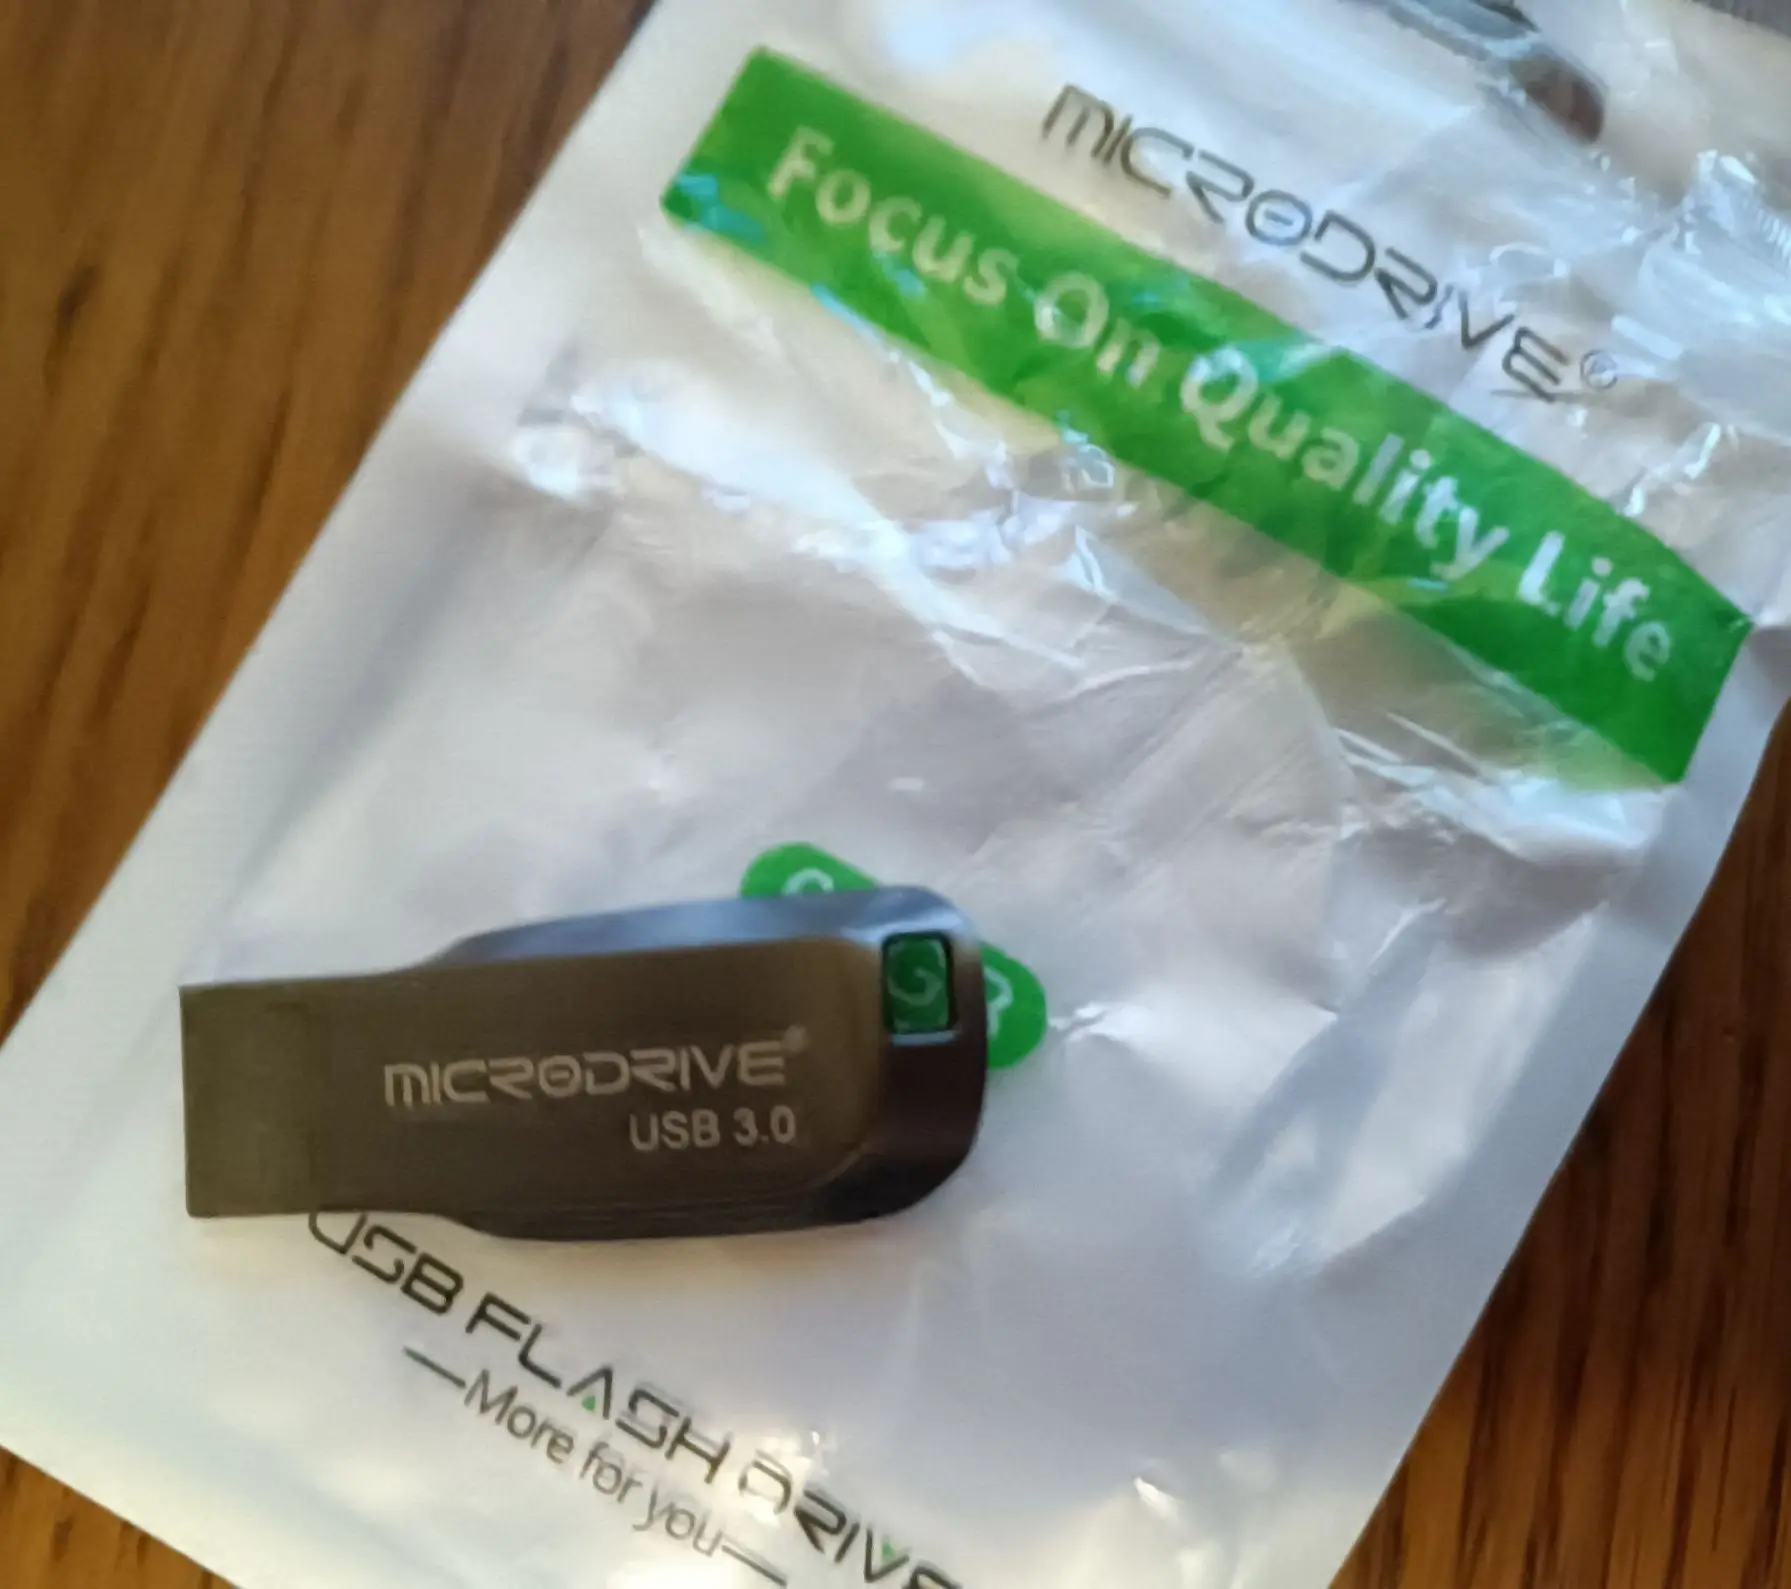 MICRODRIVE®
Focus On Quality Life
MICRODRIVE®
USB 3.0
USB FLASH DRIVE
—More for you—